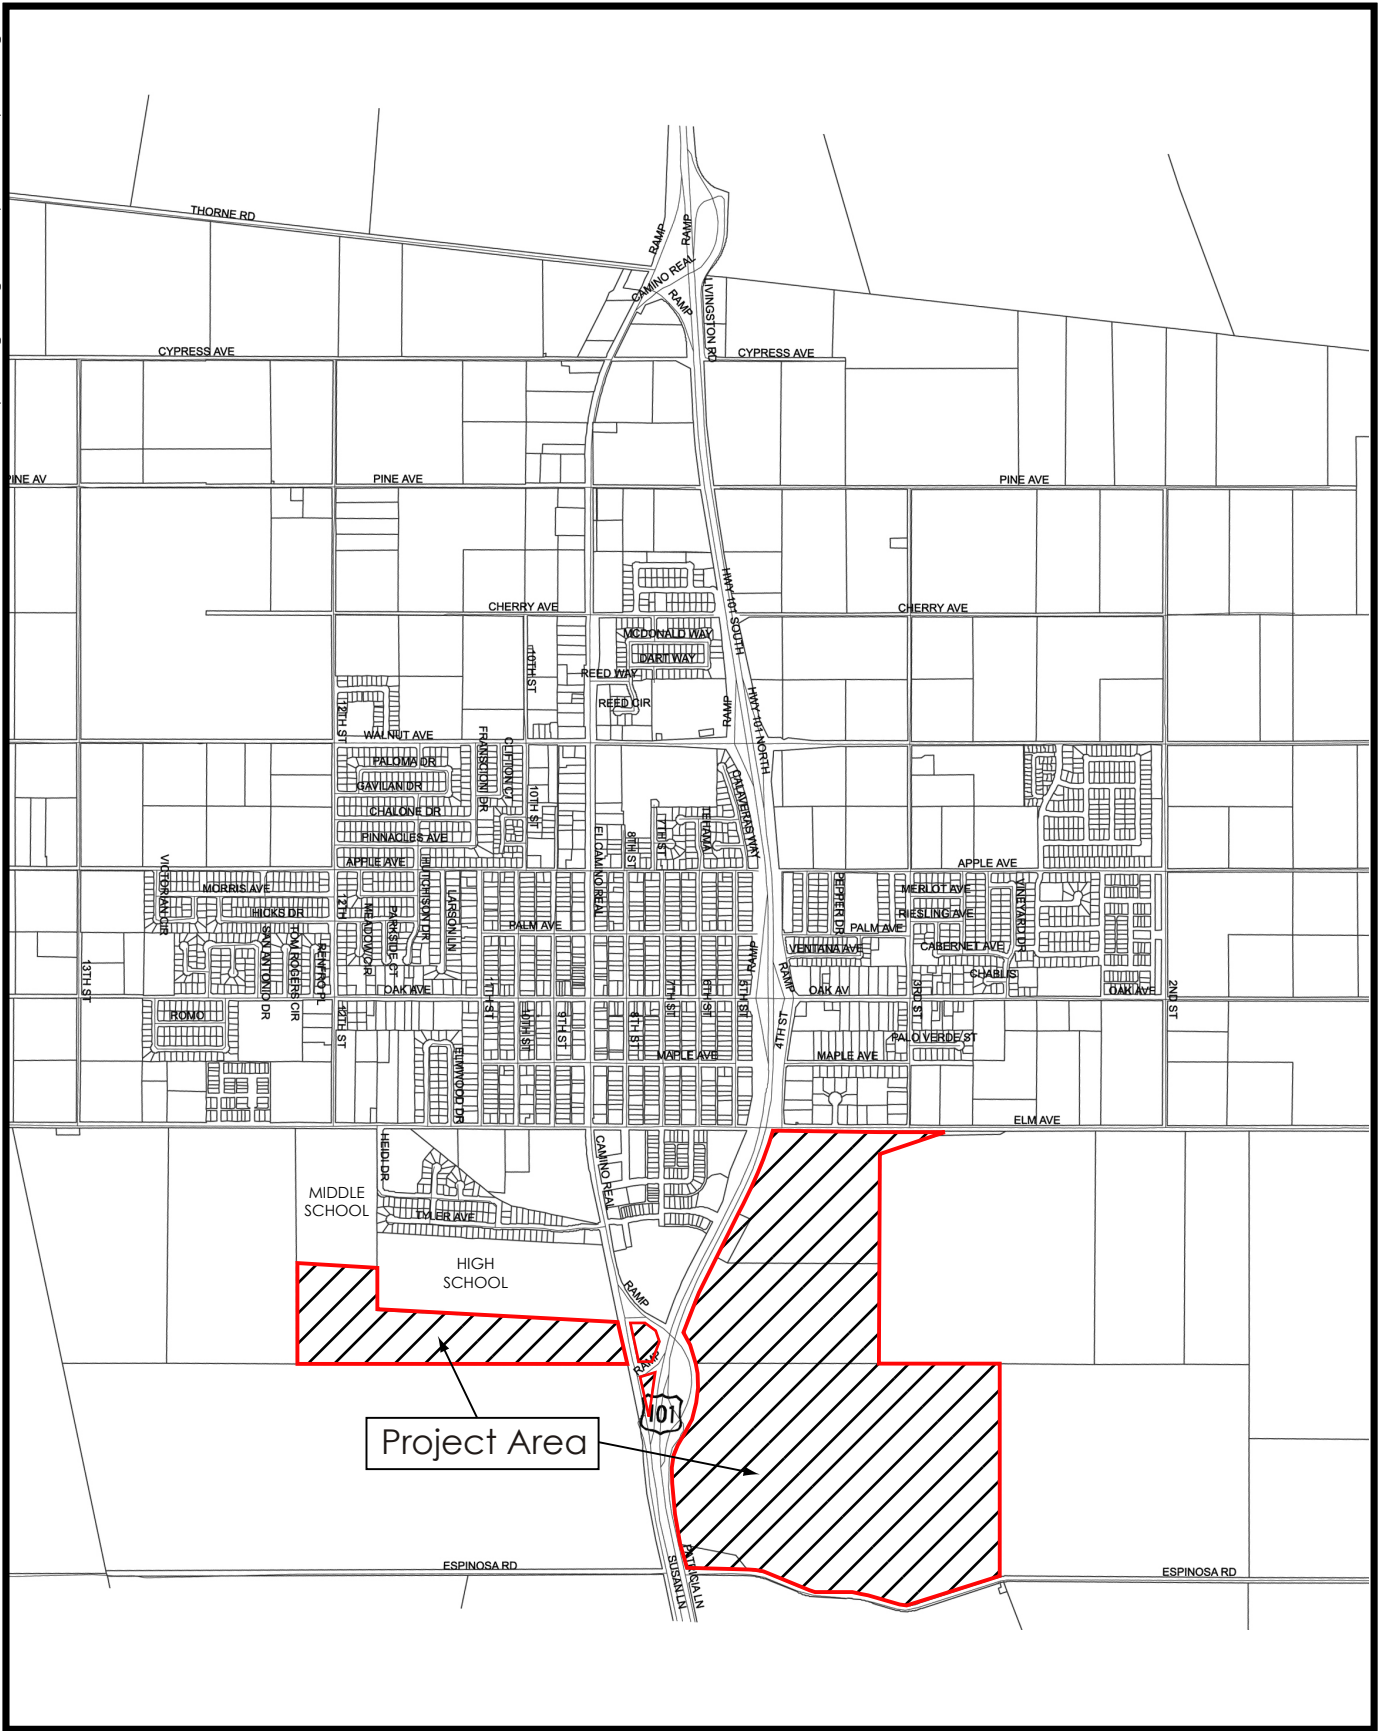 THORNE RD
RAMP
RAMP
CAMINO REAL
RAMP
LIVINGSTON RD
CYPRESS AVE
CYPRESS AVE
PINE AV
PINE AVE
PINE AVE
HWY 101 SOUTH
CHERRY AVE
CHERRY AVE
MCDONALD WAY
DART WAY
10TH ST
REED WAY
REED CIR
RAMP
HWY 101 NORTH
12TH ST
WALNUT AVE
FRANSCION DR
CLIFTON CT
PALOMA DR
GAVILAN DR
CHALONE DR
10TH ST
CALAVERAS WAY
TEHAMA
7TH ST
8TH ST
EL CAMINO REAL
PINNACLES AVE
APPLE AVE
APPLE AVE
VICTORIAN CIR
MORRIS AVE
HUTCHISON DR
LARSON LN
PEPPER DR
MERLOT AVE
VINEYARD DR
HICKS DR
12TH
MEADOW CIR
PARKSIDE CT
RIESLING AVE
PALM AVE
PALM AVE
SAN ANTONIO DR
TOM ROGERS CIR
RENFRO PL
VENTANA AVE
CABERNET AVE
RAMP
RAMP
CHABLIS
13TH ST
OAK AVE
11TH ST
7TH ST
6TH ST
5TH ST
OAK AV
3RD ST
OAK AVE
2ND ST
ROMO
12TH ST
10TH ST
9TH ST
8TH ST
4TH ST
PALO VERDE ST
ELMWOOD DR
MAPLE AVE
MAPLE AVE
ELM AVE
HEIDI DR
CAMINO REAL
MIDDLE
SCHOOL
TYLER AVE
HIGH
SCHOOL
RAMP
RAMP
101
Project Area
ESPINOSA RD
SUSAN LN
PATRICIA LN
ESPINOSA RD